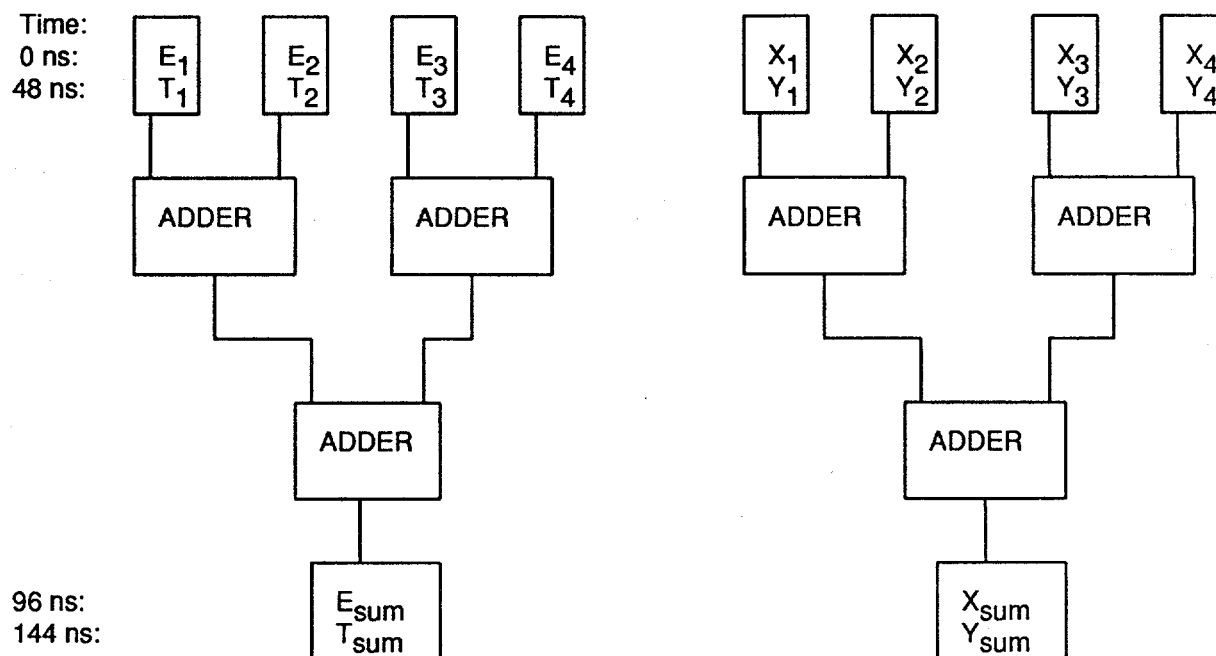 Time:
0 ns: E1 E2 E3 E4 X1 X2 X3 X4
48 ns: T1 T2 T3 T4 Y1 Y2 Y3 Y4
ADDER ADDER ADDER ADDER
ADDER ADDER
96 ns: Esum Xsum
144 ns: Tsum Ysum